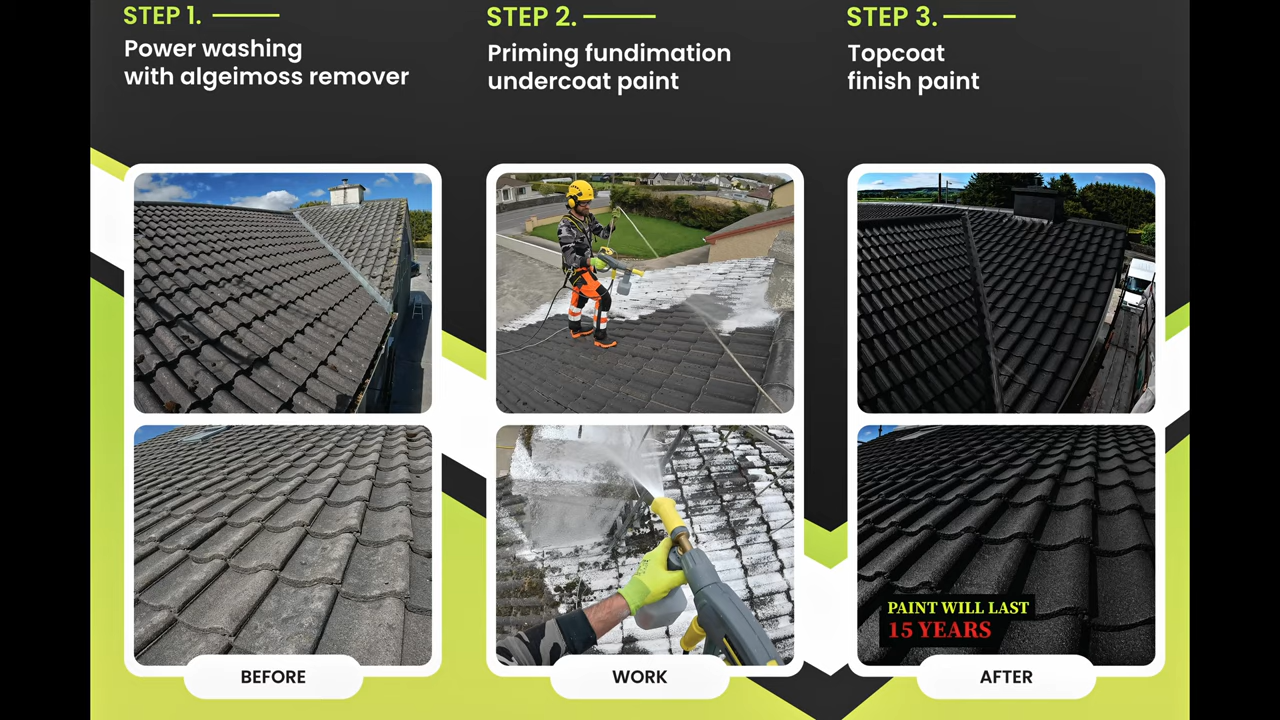 STEP 1.
Power washing
with algeimoss remover
STEP 2.
Priming fundimation
undercoat paint
STEP 3.
Topcoat
finish paint
PAINT WILL LAST
15 YEARS
BEFORE
WORK
AFTER